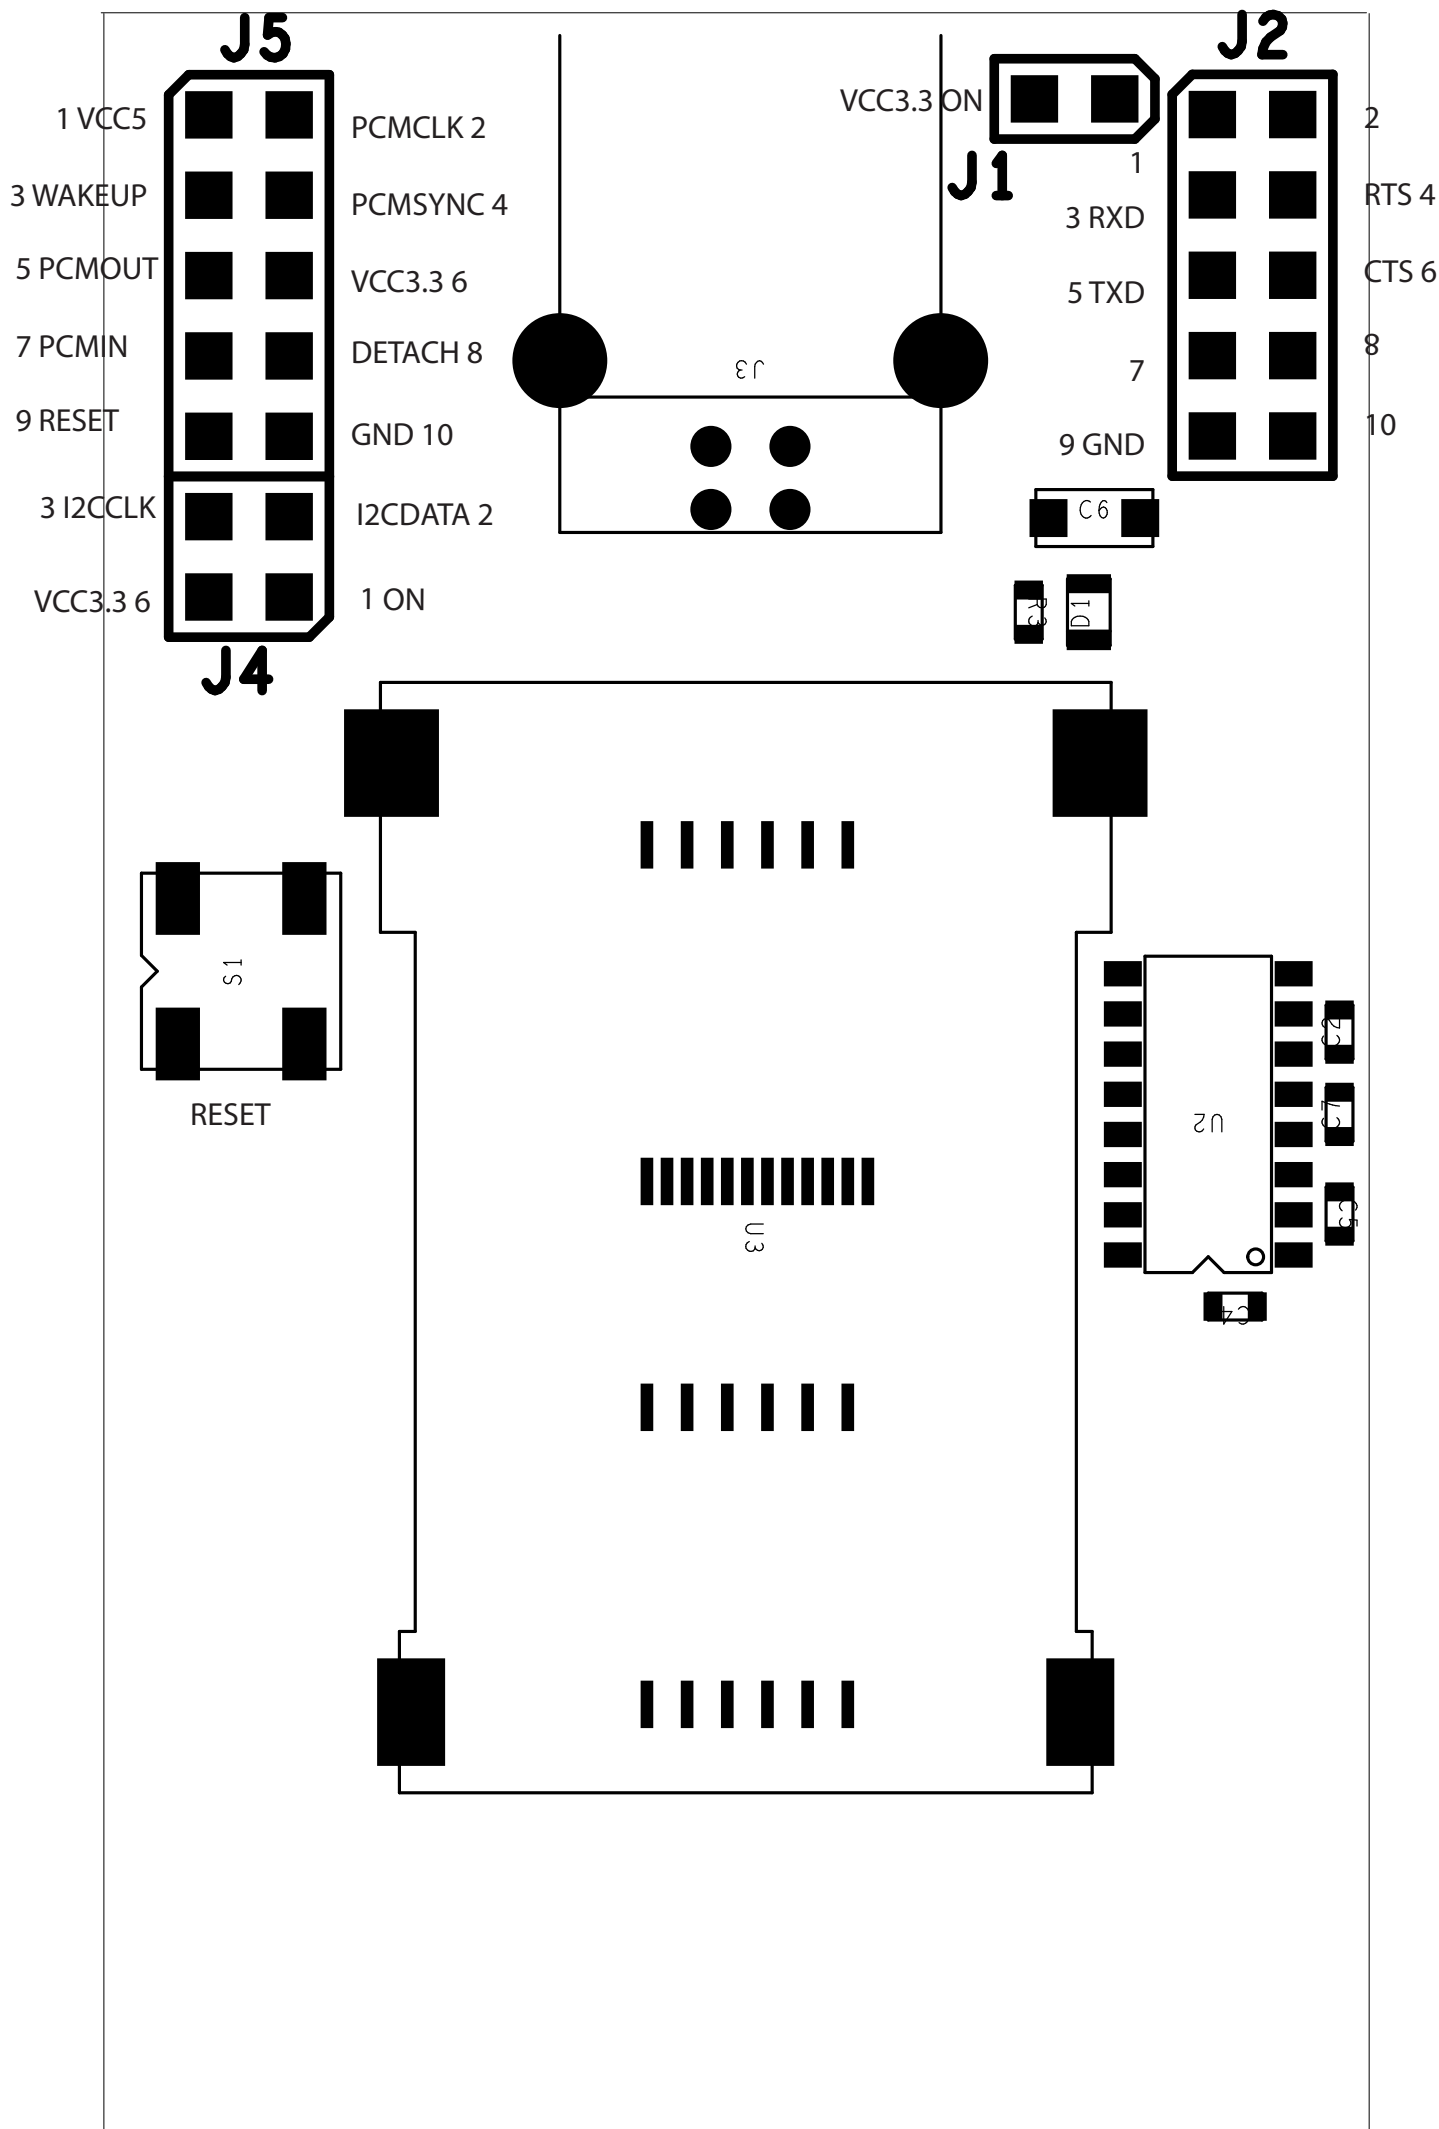 J5
J2
1 VCC5
PCMCLK 2
VCC3.3 ON
J1
1
2
3 WAKEUP
PCMSYNC 4
3 RXD
RTS 4
5 PCMOUT
VCC3.3 6
5 TXD
CTS 6
7 PCMIN
DETACH 8
J3
7
8
9 RESET
GND 10
9 GND
10
3 I2CCLK
I2CDATA 2
C6
VCC3.3 6
1 ON
R3
D1
J4
S1
RESET
C2
C7
U2
C5
U3
C4